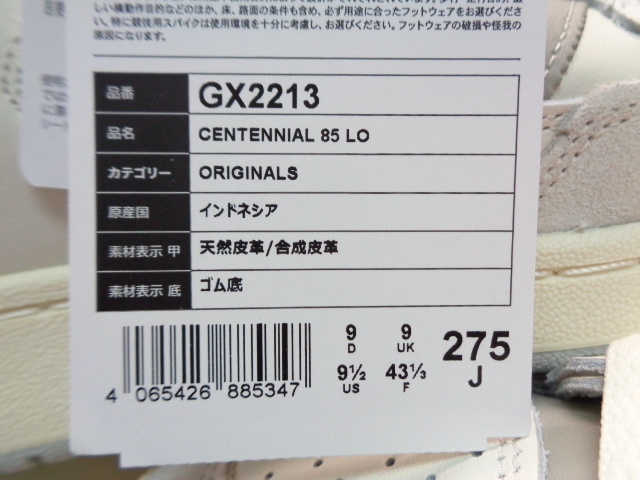 しい機動作目的などのほか、床、路面の条件も含め、必ず用途に合ったフットウェアをお選びくださ
い。特に競技用スパイクは使用環境を十分に考慮し、お選びください。フットウェアの破損や怪我の
原因になります。
品番 GX2213
品名 CENTENNIAL 85 LO
カテゴリー ORIGINALS
原産国 インドネシア
素材表示 甲 天然皮革/合成皮革
素材表示 底 ゴム底
9 D 9 UK 275 J
9½ US 43⅓ F
4 065426 885347